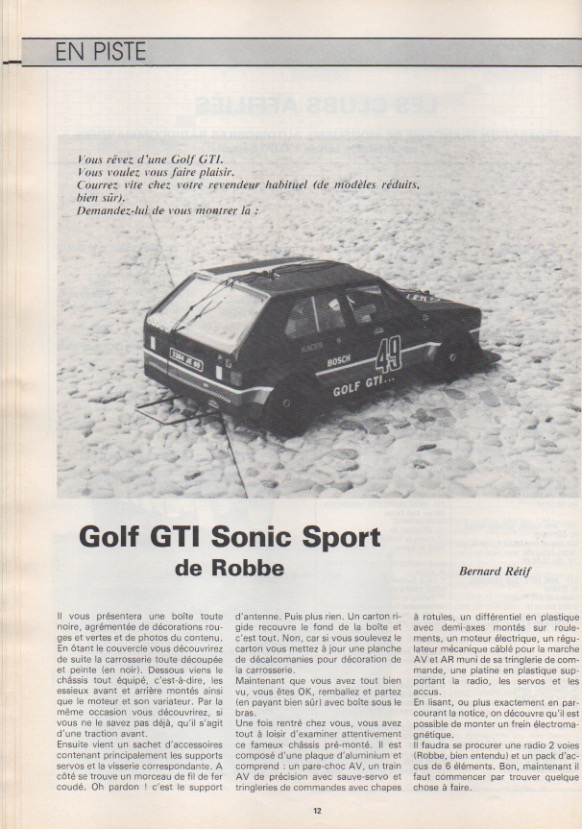 EN PISTE
Vous rêvez d'une Golf GTI.
Vous voulez vous faire plaisir.
Courrez vite chez votre revendeur habituel (de modèles réduits,
bien sûr).
Demandez-lui de vous montrer la :
BOSCH
49
GOLF GTI...
Golf GTI Sonic Sport
de Robbe
Bernard Rétif
Il vous présentera une boîte toute
noire, agrémentée de décorations rou-
ges et vertes et de photos du contenu.
En ôtant le couvercle vous découvrirez
de suite la carrosserie toute découpée
et peinte (en noir). Dessous viens le
châssis tout équipé, c'est-à-dire, les
essieux avant et arrière montés ainsi
que le moteur et son variateur. Par la
même occasion vous découvrirez, si
vous ne le savez pas déjà, qu'il s'agit
d'une traction avant.
Ensuite vient un sachet d'accessoires
contenant principalement les supports
servos et la visserie correspondante. A
côté se trouve un morceau de fil de fer
coudé. Oh pardon ! c'est le support
d'antenne. Puis plus rien. Un carton ri-
gide recouvre le fond de la boîte et
c'est tout. Non, car si vous soulevez le
carton vous mettez à jour une planche
de décalcomanies pour décoration de
la carrosserie.
Maintenant que vous avez tout bien
vu, vous êtes OK, remballez et partez
(en payant bien sûr) avec boîte sous le
bras.
Une fois rentré chez vous, vous avez
tout à loisir d'examiner attentivement
ce fameux châssis pré-monté. Il est
composé d'une plaque d'aluminium et
comprend : un pare-choc AV, un train
AV de précision avec sauve-servo et
tringleries de commandes avec chapes
à rotules, un différentiel en plastique
avec demi-axes montés sur roule-
ments, un moteur électrique, un régu-
lateur mécanique câblé pour la marche
AV et AR muni de sa tringlerie de com-
mande, une platine en plastique sup-
portant la radio, les servos et les
accus.
En lisant, ou plus exactement en par-
courant la notice, on découvre qu'il est
possible de monter un frein électroma-
gnétique.
Il faudra se procurer une radio 2 voies
(Robbe, bien entendu) et un pack d'ac-
cus de 6 éléments. Bon, maintenant il
faut commencer par trouver quelque
chose à faire.
12